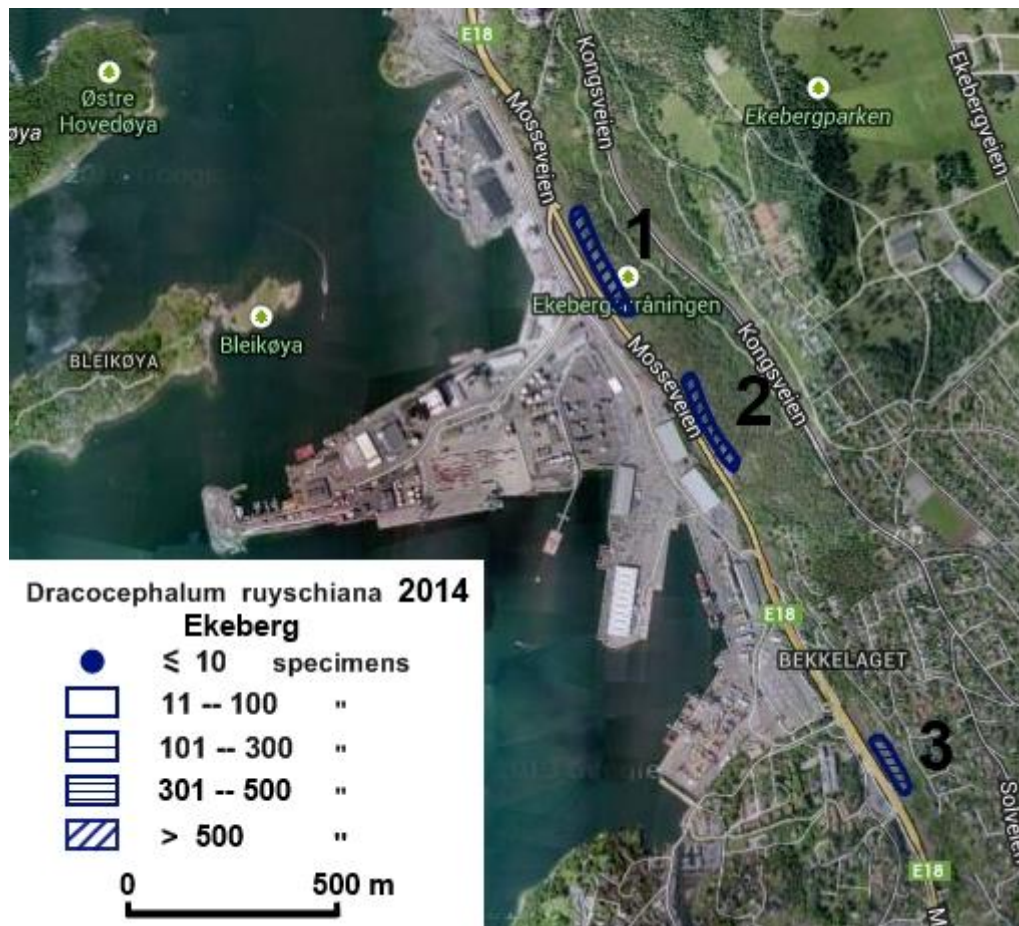 E18
Kongsveien
Ekebergveien
Østre
Hovedøya
øya
Mosseveien
Ekebergparken
1
Bleikøya
BLEIKØYA
Mosseveien
Kongsveien
2
Dracocephalum ruyschiana 2014
Ekeberg
≤ 10 specimens
11 -- 100 "
101 -- 300 "
301 -- 500 "
> 500 "
0 500 m
E18
BEKKELAGET
3
Solveien
E18
M